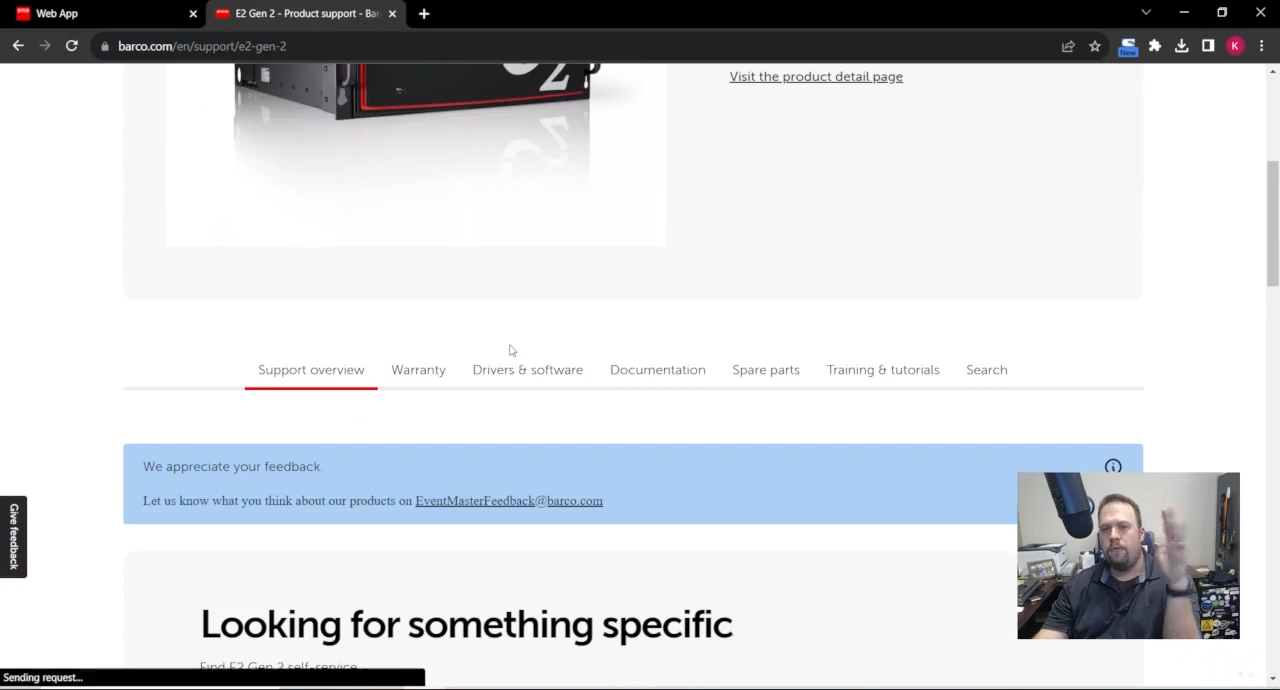 Web App
E2 Gen 2 - Product support - Bar
barco.com/en/support/e2-gen-2
New
K
2
Visit the product detail page
Support overview
Warranty
Drivers & software
Documentation
Spare parts
Training & tutorials
Search
We appreciate your feedback.
Let us know what you think about our products on EventMasterFeedback@barco.com
Give feedback
Looking for something specific
Find E2 Gen 2 self-service
Sending request...